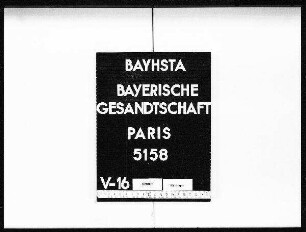 BAYHSTA
BAYERISCHE
GESANDTSCHAFT
PARIS
5158
V-16